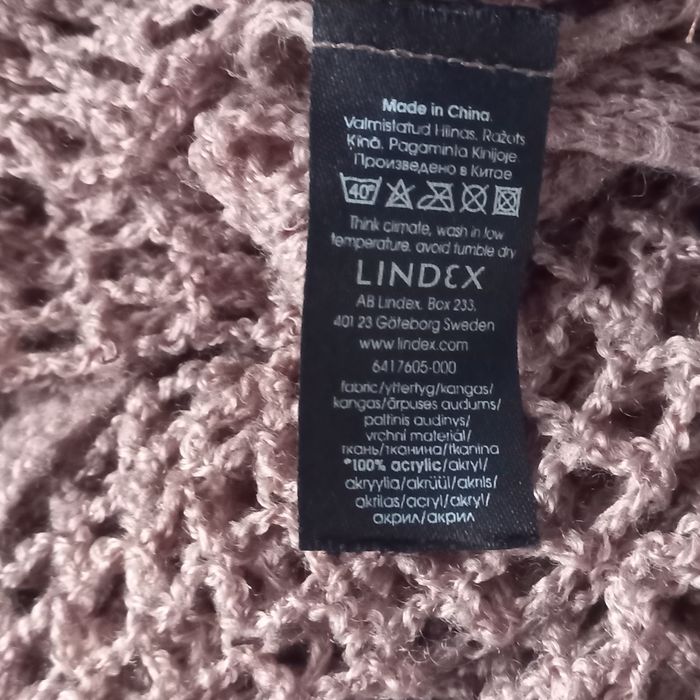 Made in China.
Valmistatud Hiinas. Ražots
Ķīnā. Pagaminta Kinijoje
Произведено в Китае
40°
Think climate, wash in low
temperature, avoid tumble dry
LINDEX
AB Lindex, Box 233,
401 23 Göteborg Sweden
www.lindex.com
6417605-000
fabric/yttertyg/kangas/
kangas/ārpuses audums/
paltinis audinys/
vrchní materiál/
ткань/тканина/tkanina
*100% acrylic/akryl/
akryylia/akrüül/akrils/
akrilas/acryl/akryl/
акрил/акрил